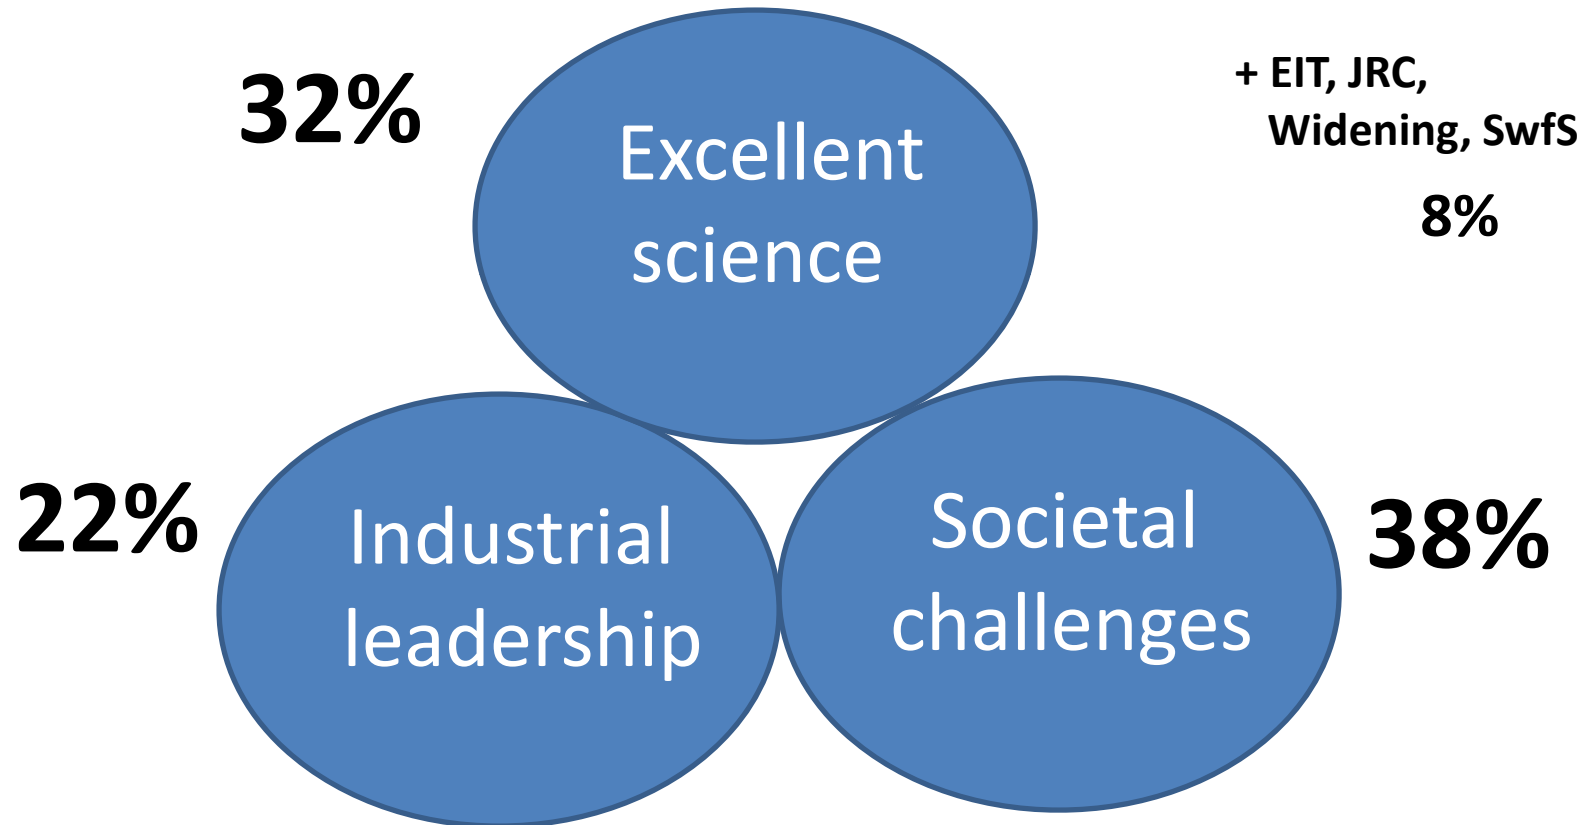 32%
Excellent
science
+ EIT, JRC,
Widening, SwfS
8%
22%
Industrial
leadership
Societal
challenges
38%